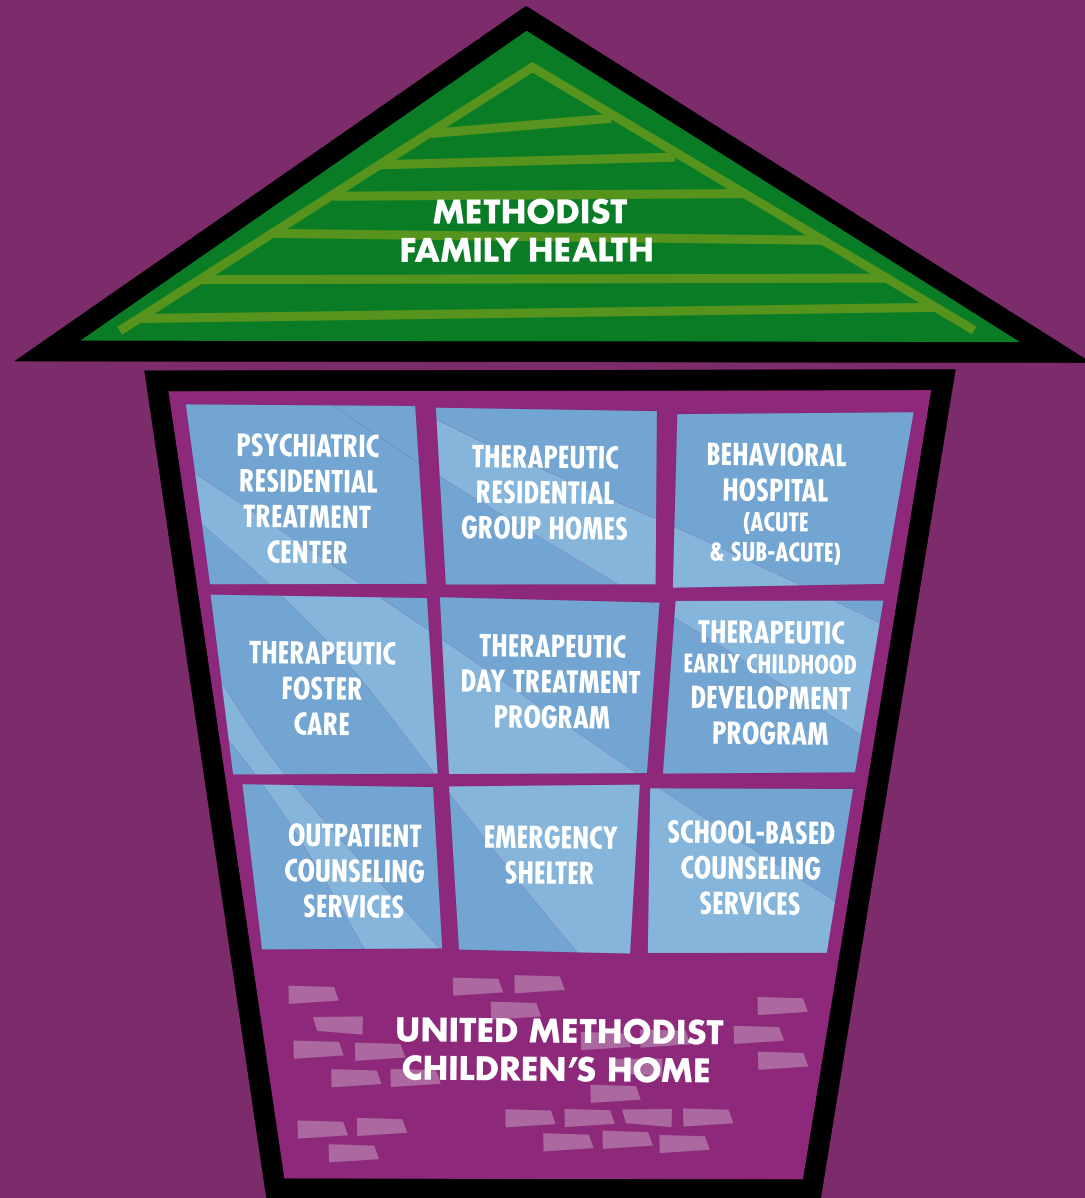 METHODIST
FAMILY HEALTH
PSYCHIATRIC
RESIDENTIAL
TREATMENT
CENTER
THERAPEUTIC
RESIDENTIAL
GROUP HOMES
BEHAVIORAL
HOSPITAL
(ACUTE
& SUB-ACUTE)
THERAPEUTIC
FOSTER
CARE
THERAPEUTIC
DAY TREATMENT
PROGRAM
THERAPEUTIC
EARLY CHILDHOOD
DEVELOPMENT
PROGRAM
OUTPATIENT
COUNSELING
SERVICES
EMERGENCY
SHELTER
SCHOOL-BASED
COUNSELING
SERVICES
UNITED METHODIST
CHILDREN'S HOME